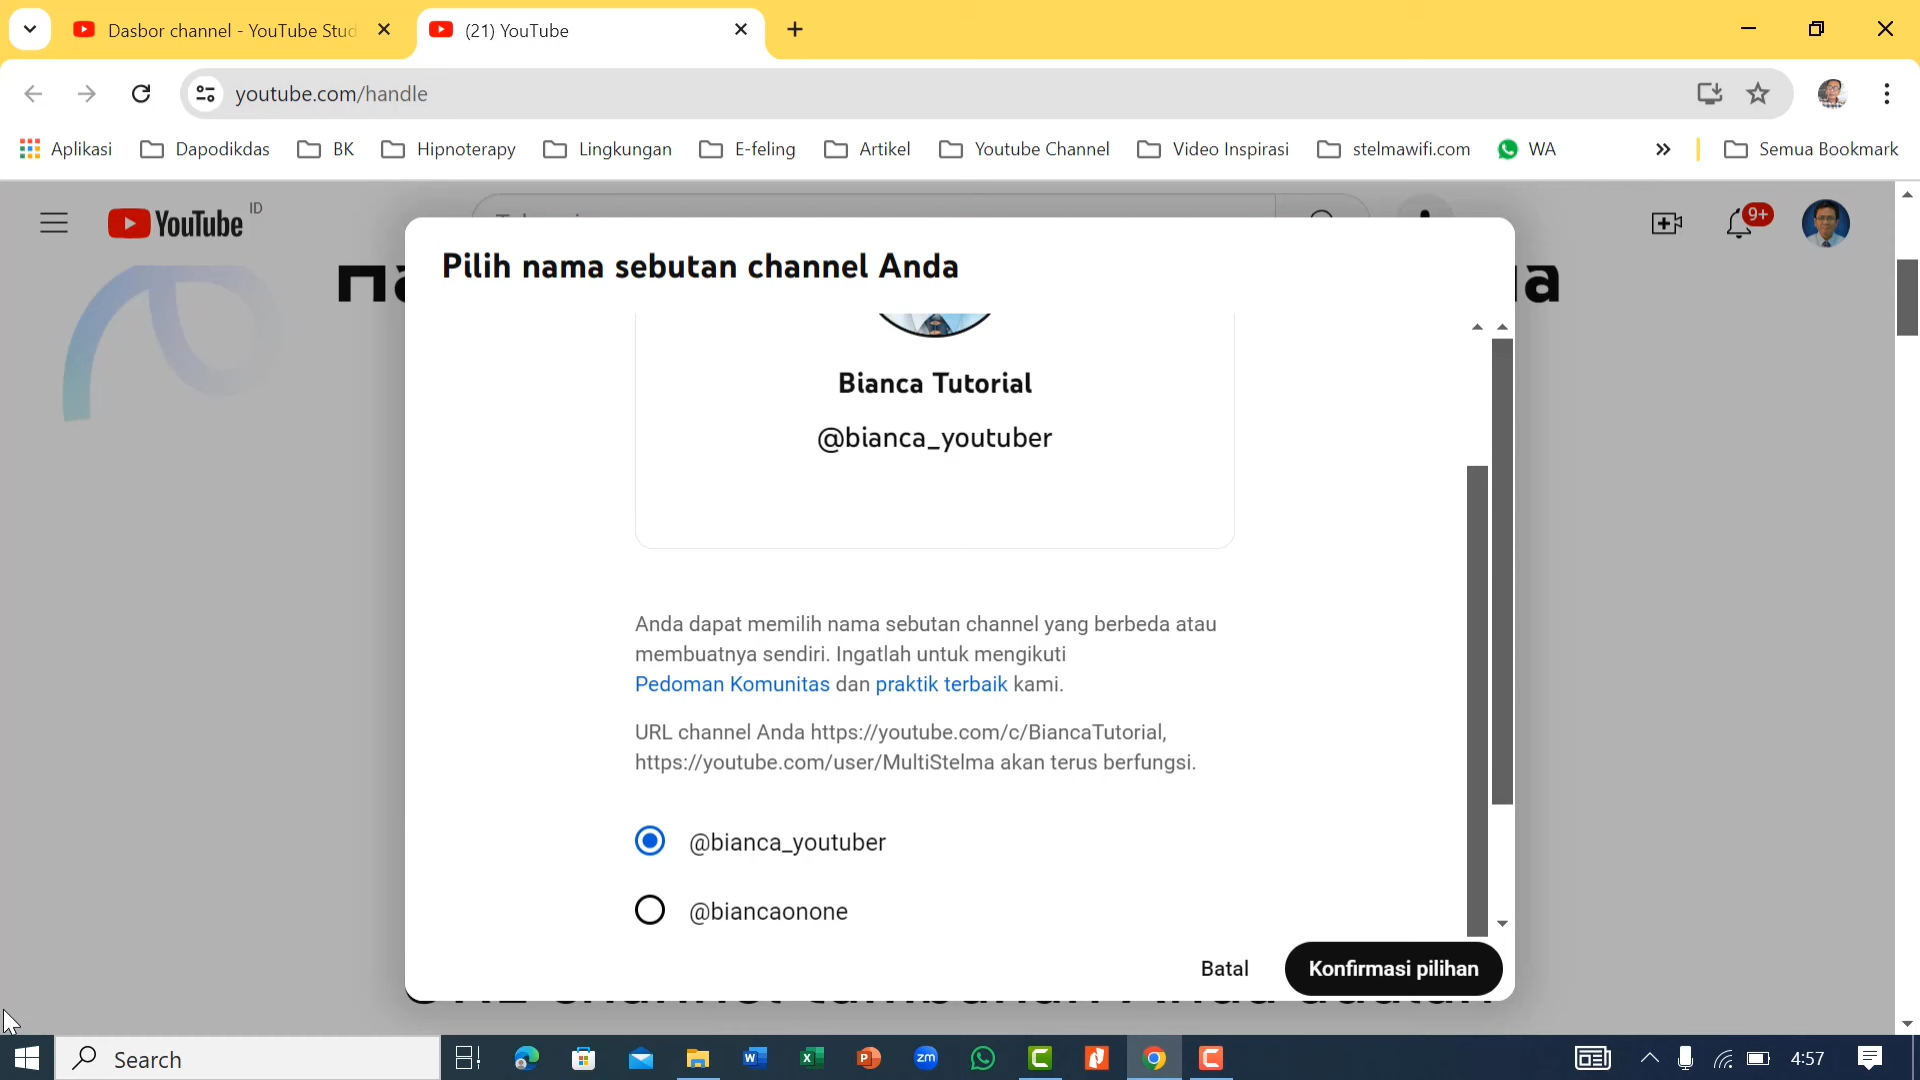 Dasbor channel - YouTube Stud
(21) YouTube
youtube.com/handle
Aplikasi
Dapodikdas
BK
Hipnoterapy
Lingkungan
E-feling
Artikel
Youtube Channel
Video Inspirasi
stelmawifi.com
WA
Semua Bookmark
YouTube ID
9+
Pilih nama sebutan channel Anda
Bianca Tutorial
@bianca_youtuber
Anda dapat memilih nama sebutan channel yang berbeda atau
membuatnya sendiri. Ingatlah untuk mengikuti
Pedoman Komunitas dan praktik terbaik kami.
URL channel Anda https://youtube.com/c/BiancaTutorial,
https://youtube.com/user/MultiStelma akan terus berfungsi.
@bianca_youtuber
@biancaonone
Batal
Konfirmasi pilihan
Search
zm
4:57